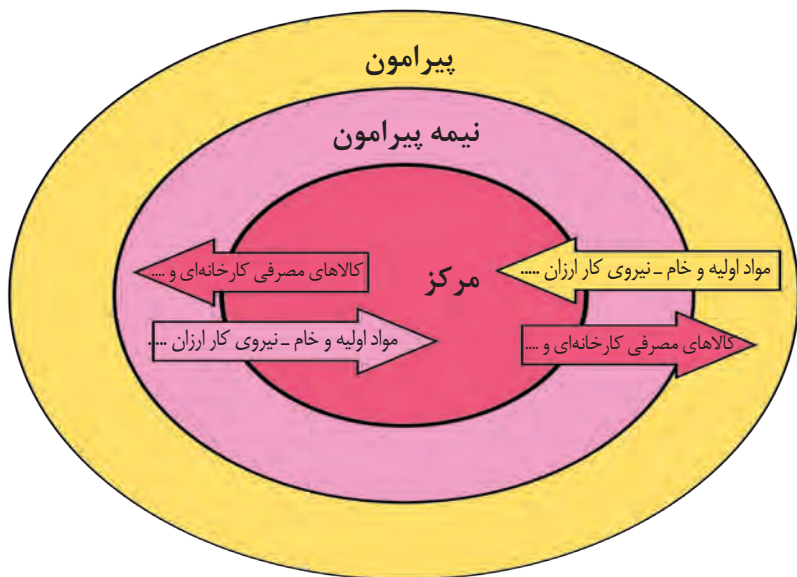 پیرامون
نیمه پیرامون
مواد اولیه و خام ـ نیروی کار ارزان .....
کالاهای مصرفی کارخانه‌ای و ....
مرکز
مواد اولیه و خام ـ نیروی کار ارزان ....
کالاهای مصرفی کارخانه‌ای و ....